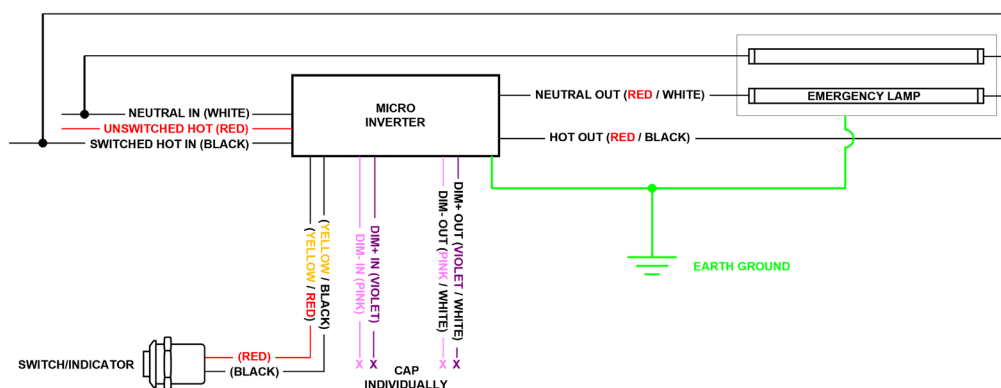 NEUTRAL IN (WHITE)
UNSWITCHED HOT (RED)
SWITCHED HOT IN (BLACK)
MICRO
INVERTER
NEUTRAL OUT (RED / WHITE)
HOT OUT (RED / BLACK)
EMERGENCY LAMP
(YELLOW / RED)
(YELLOW / BLACK)
DIM- IN (PINK)
DIM+ IN (VIOLET)
DIM- OUT (PINK / WHITE)
DIM+ OUT (VIOLET / WHITE)
EARTH GROUND
SWITCH/INDICATOR
(RED)
(BLACK)
X X
X X
CAP
INDIVIDUALLY